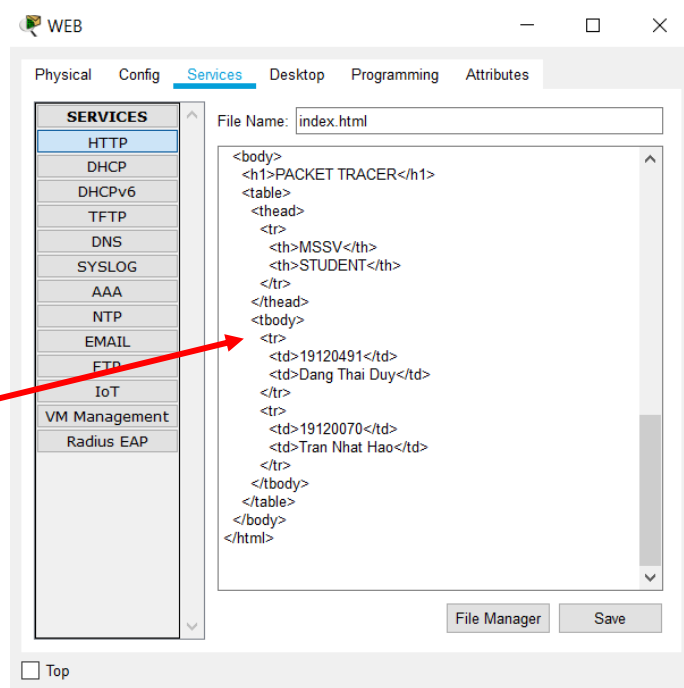 WEB
Physical Config Services Desktop Programming Attributes
SERVICES
HTTP
DHCP
DHCPv6
TFTP
DNS
SYSLOG
AAA
NTP
EMAIL
FTP
IoT
VM Management
Radius EAP
File Name: index.html
<body>
<h1>PACKET TRACER</h1>
<table>
<thead>
<tr>
<th>MSSV</th>
<th>STUDENT</th>
</tr>
</thead>
<tbody>
<tr>
<td>19120491</td>
<td>Dang Thai Duy</td>
</tr>
<tr>
<td>19120070</td>
<td>Tran Nhat Hao</td>
</tr>
</tbody>
</table>
</body>
</html>
File Manager Save
Top